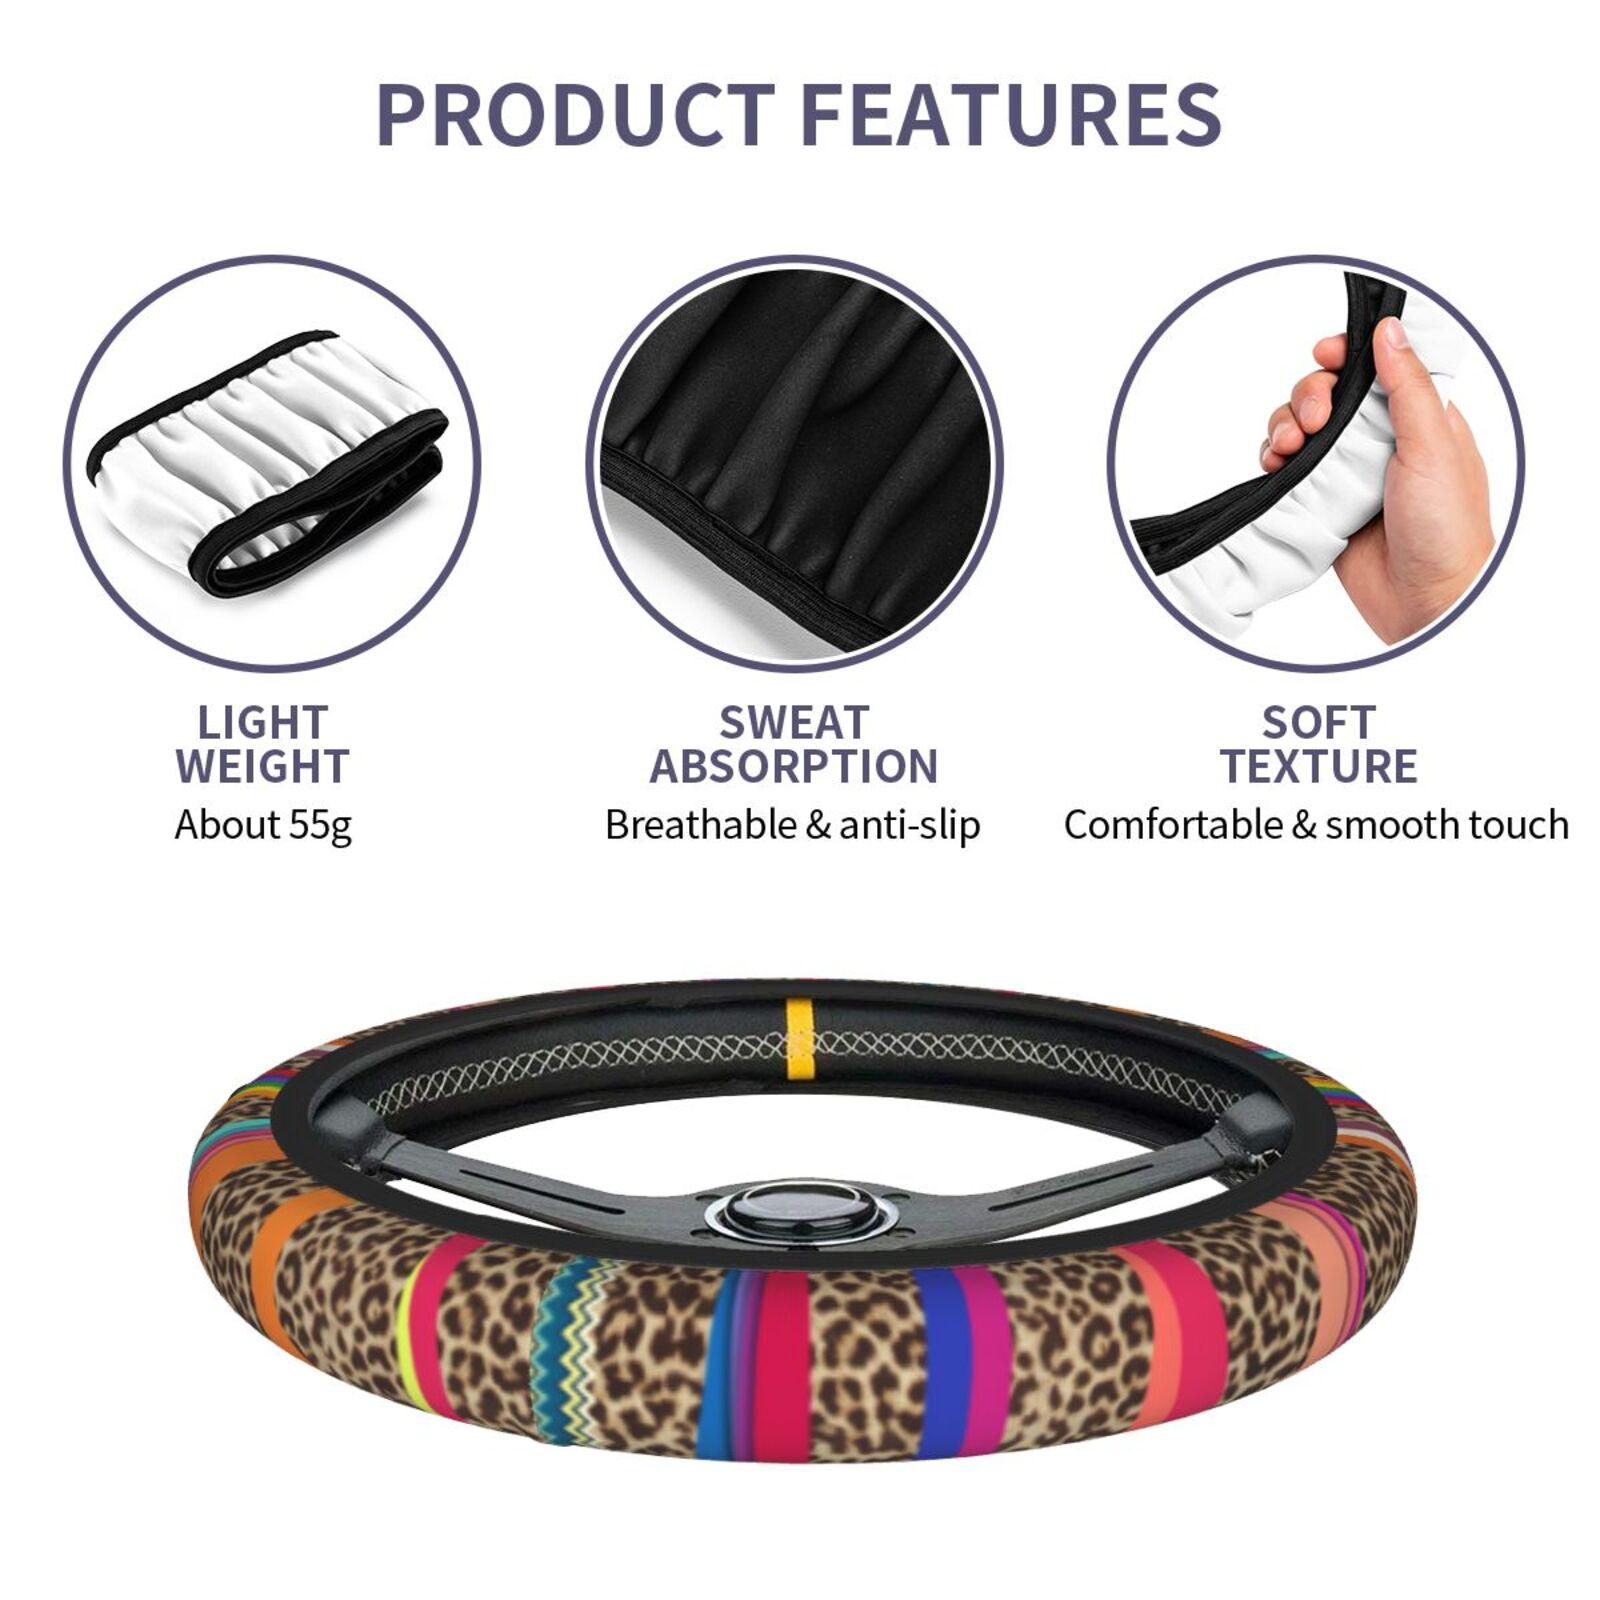 PRODUCT FEATURES
LIGHT
WEIGHT
About 55g
SWEAT
ABSORPTION
Breathable & anti-slip
SOFT
TEXTURE
Comfortable & smooth touch